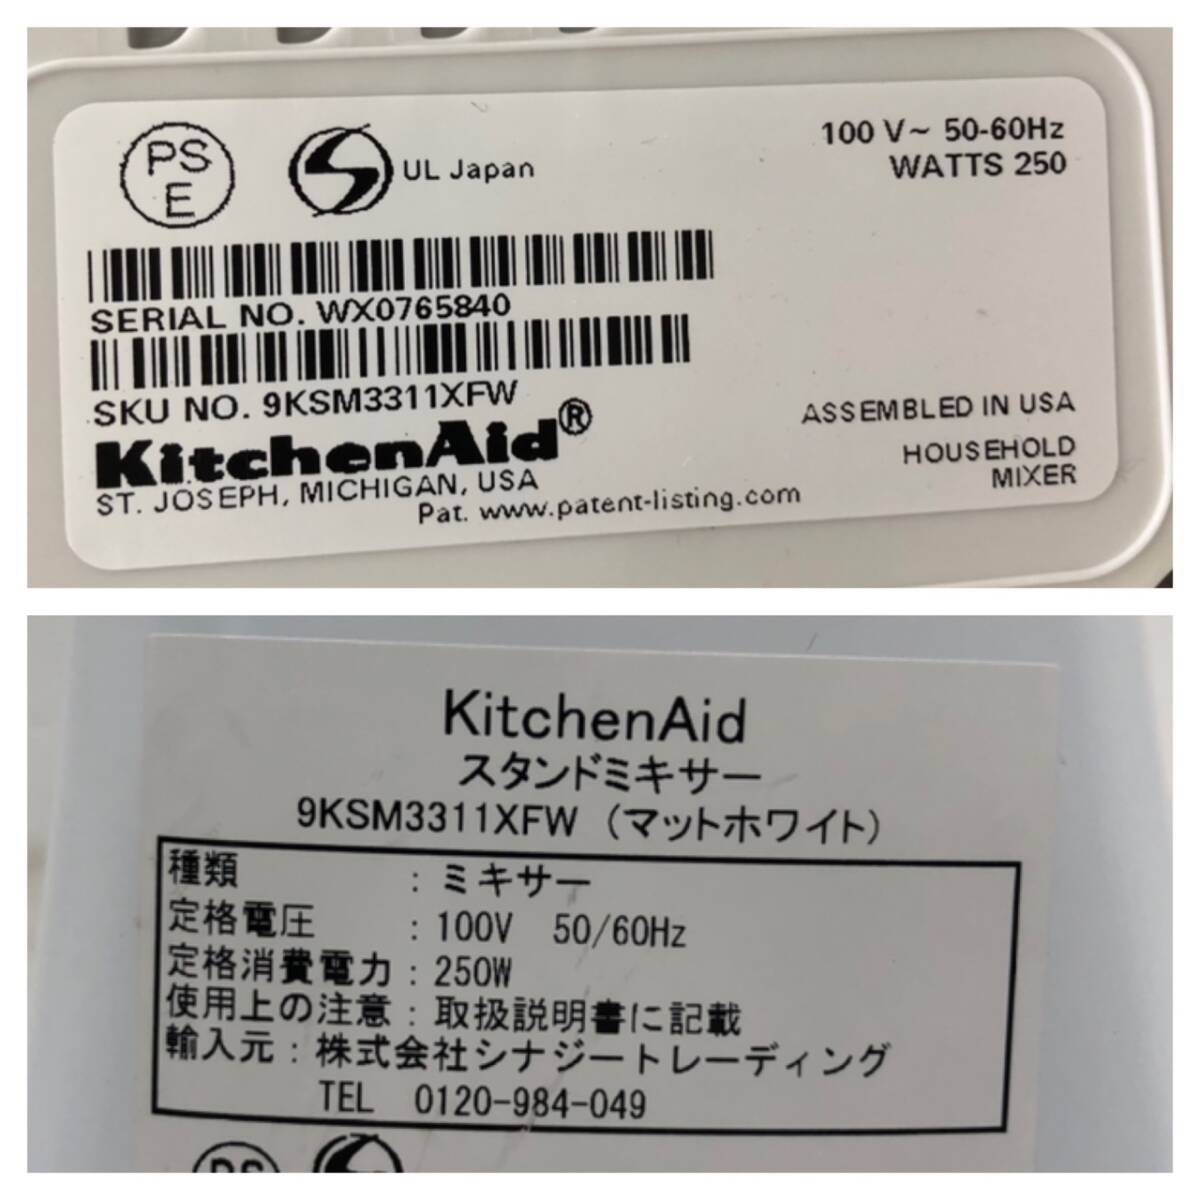 PS
E
UL Japan
100 V~ 50-60Hz
WATTS 250
SERIAL NO. WX0765840
SKU NO. 9KSM3311XFW
KitchenAid®
ST. JOSEPH, MICHIGAN, USA
Pat. www.patent-listing.com
ASSEMBLED IN USA
HOUSEHOLD
MIXER
KitchenAid
スタンドミキサー
9KSM3311XFW (マットホワイト)
種類 : ミキサー
定格電圧 : 100V 50/60Hz
定格消費電力 : 250W
使用上の注意 : 取扱説明書に記載
輸入元 : 株式会社シナジートレーディング
TEL 0120-984-049
PS